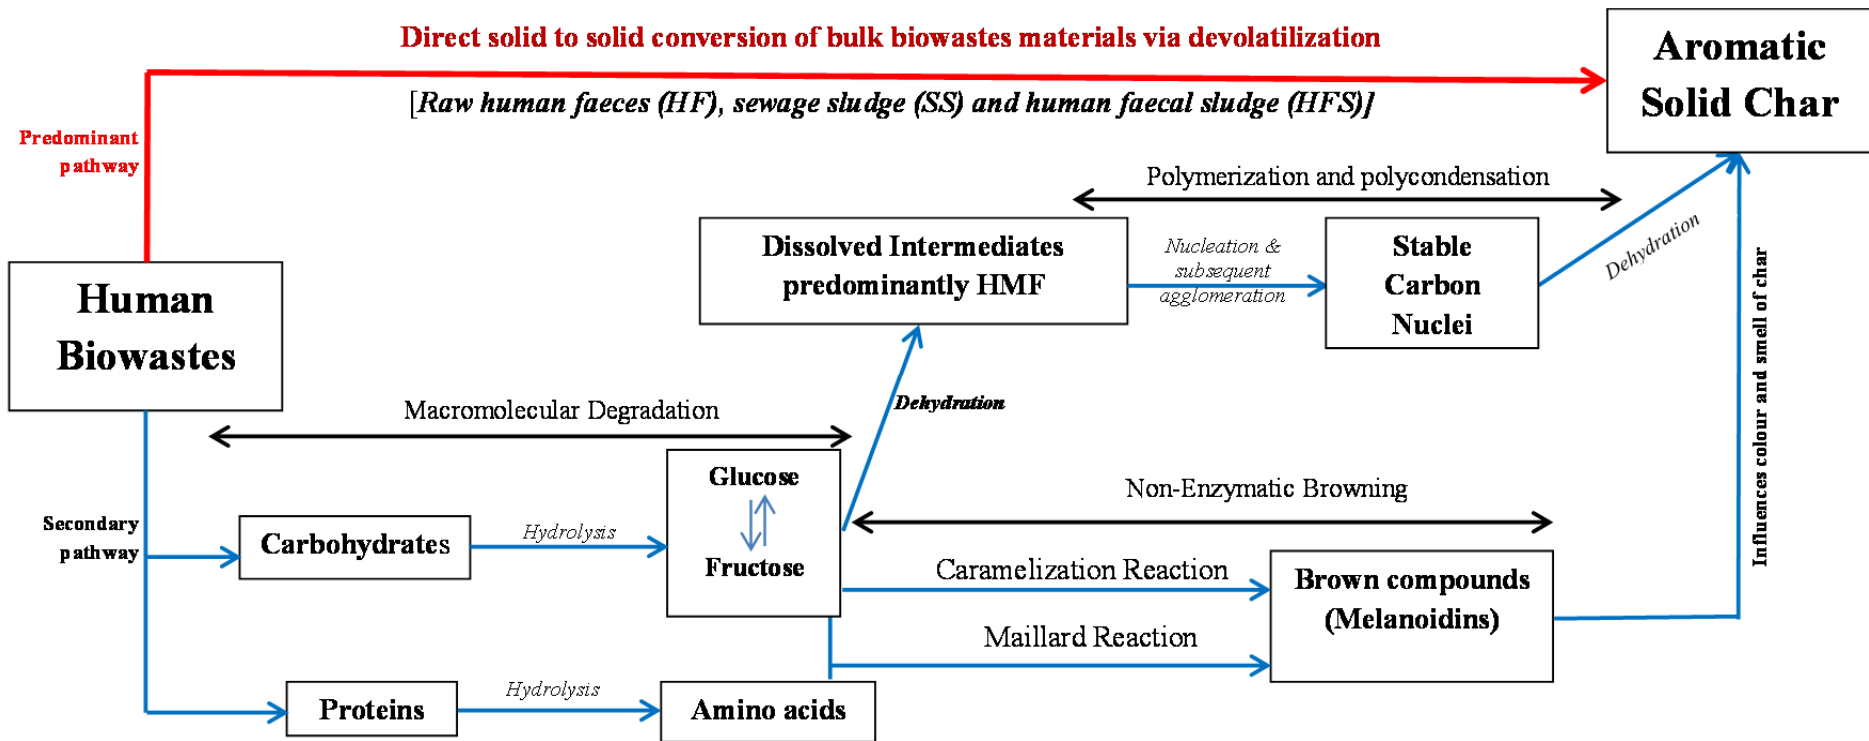 Direct solid to solid conversion of bulk biowastes materials via devolatilization
[Raw human faeces (HF), sewage sludge (SS) and human faecal sludge (HFS)]
Aromatic
Solid Char
Predominant
pathway
Polymerization and polycondensation
Human
Biowastes
Dissolved Intermediates
predominantly HMF
Nucleation &
subsequent
agglomeration
Stable
Carbon
Nuclei
Dehydration
Influences colour and smell of char
Macromolecular Degradation
Dehydration
Glucose
Fructose
Non-Enzymatic Browning
Secondary
pathway
Carbohydrates
Hydrolysis
Caramelization Reaction
Maillard Reaction
Brown compounds
(Melanoidins)
Proteins
Hydrolysis
Amino acids